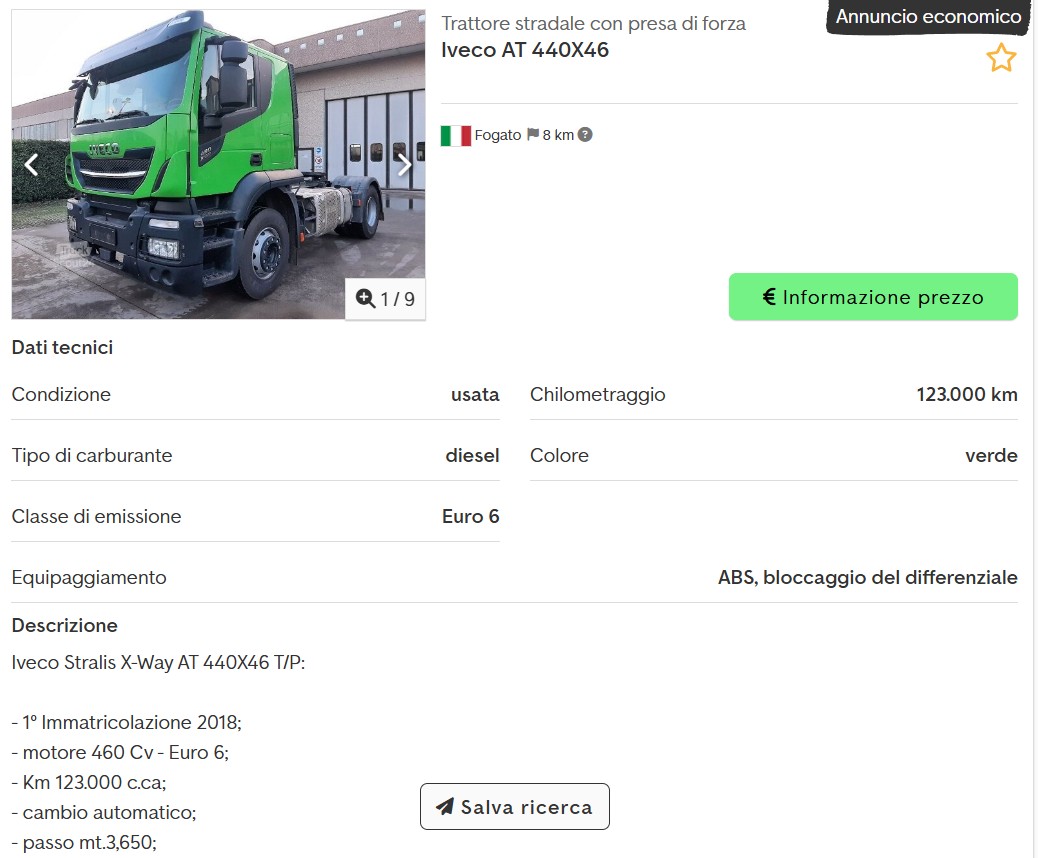 Annuncio economico
Trattore stradale con presa di forza
Iveco AT 440X46
Fogato 8 km ?
IVECO
1 / 9
€ Informazione prezzo
Dati tecnici
Condizione usata
Chilometraggio 123.000 km
Tipo di carburante diesel
Colore verde
Classe di emissione Euro 6
Equipaggiamento ABS, bloccaggio del differenziale
Descrizione
Iveco Stralis X-Way AT 440X46 T/P:
- 1° Immatricolazione 2018;
- motore 460 Cv - Euro 6;
- Km 123.000 c.ca;
- cambio automatico;
- passo mt.3,650;
Salva ricerca